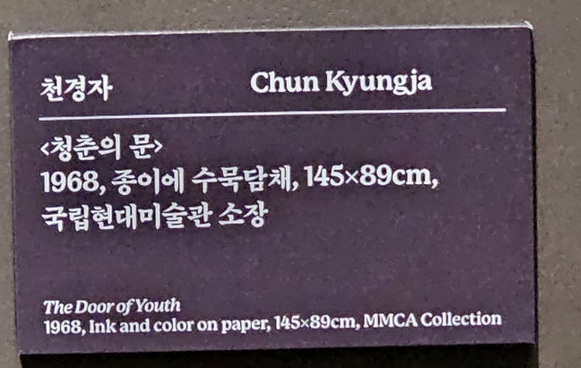 천경자
Chun Kyungja
<청춘의 문>
1968, 종이에 수묵담채, 145×89cm,
국립현대미술관 소장
The Door of Youth
1968, Ink and color on paper, 145×89cm, MMCA Collection